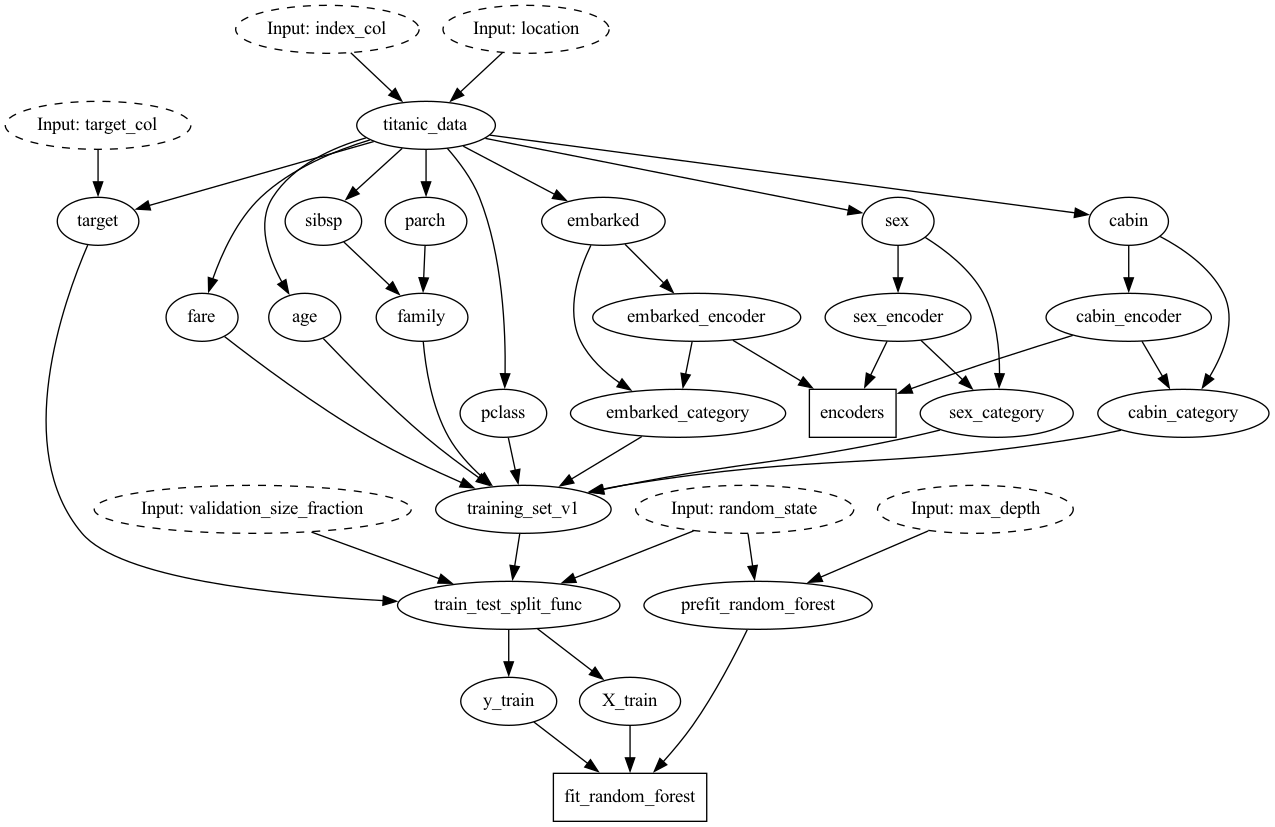 Input: index_col
Input: location
Input: target_col
titanic_data
target
sibsp
parch
embarked
sex
cabin
fare
age
family
embarked_encoder
sex_encoder
cabin_encoder
pclass
embarked_category
encoders
sex_category
cabin_category
Input: validation_size_fraction
training_set_v1
Input: random_state
Input: max_depth
train_test_split_func
prefit_random_forest
y_train
X_train
fit_random_forest